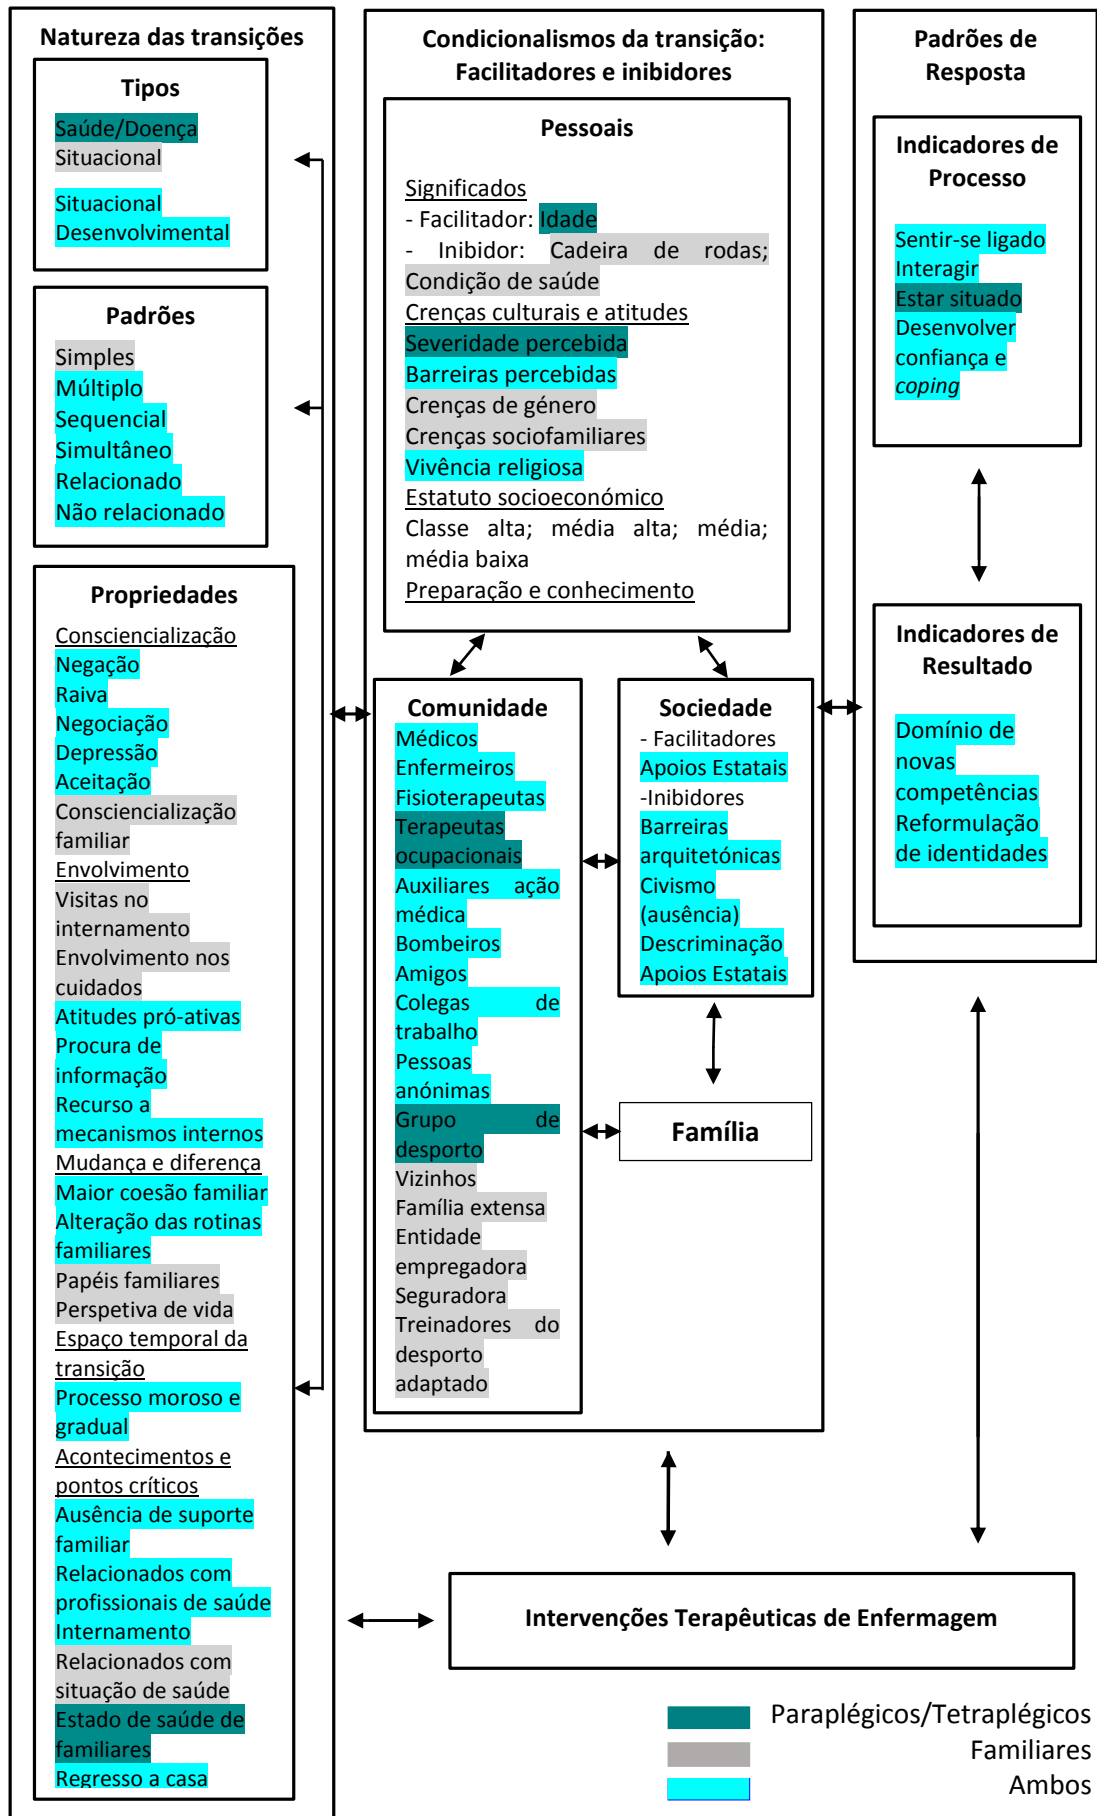 Natureza das transições
Tipos
Saúde/Doença
Situacional
Situacional
Desenvolvimental
Padrões
Simples
Múltiplo
Sequencial
Simultâneo
Relacionado
Não relacionado
Propriedades
Consciencialização
Negação
Raiva
Negociação
Depressão
Aceitação
Consciencialização
familiar
Envolvimento
Visitas no
internamento
Envolvimento nos
cuidados
Atitudes pró-ativas
Procura de
informação
Recurso a
mecanismos internos
Mudança e diferença
Maior coesão familiar
Alteração das rotinas
familiares
Papéis familiares
Perspetiva de vida
Espaço temporal da
transição
Processo moroso e
gradual
Acontecimentos e
pontos críticos
Ausência de suporte
familiar
Relacionados com
profissionais de saúde
Internamento
Relacionados com
situação de saúde
Estado de saúde de
familiares
Regresso a casa
Condicionalismos da transição:
Facilitadores e inibidores
Pessoais
Significados
- Facilitador: Idade
- Inibidor: Cadeira de rodas;
Condição de saúde
Crenças culturais e atitudes
Severidade percebida
Barreiras percebidas
Crenças de género
Crenças sociofamiliares
Vivência religiosa
Estatuto socioeconómico
Classe alta; média alta; média;
média baixa
Preparação e conhecimento
Comunidade
Médicos
Enfermeiros
Fisioterapeutas
Terapeutas
ocupacionais
Auxiliares ação
médica
Bombeiros
Amigos
Colegas de
trabalho
Pessoas
anónimas
Grupo de
desporto
Vizinhos
Família extensa
Entidade
empregadora
Seguradora
Treinadores do
desporto
adaptado
Sociedade
- Facilitadores
Apoios Estatais
-Inibidores
Barreiras
arquitetónicas
Civismo
(ausência)
Descriminação
Apoios Estatais
Família
Padrões de
Resposta
Indicadores de
Processo
Sentir-se ligado
Interagir
Estar situado
Desenvolver
confiança e
coping
Indicadores de
Resultado
Domínio de
novas
competências
Reformulação
de identidades
Intervenções Terapêuticas de Enfermagem
Paraplégicos/Tetraplégicos
Familiares
Ambos